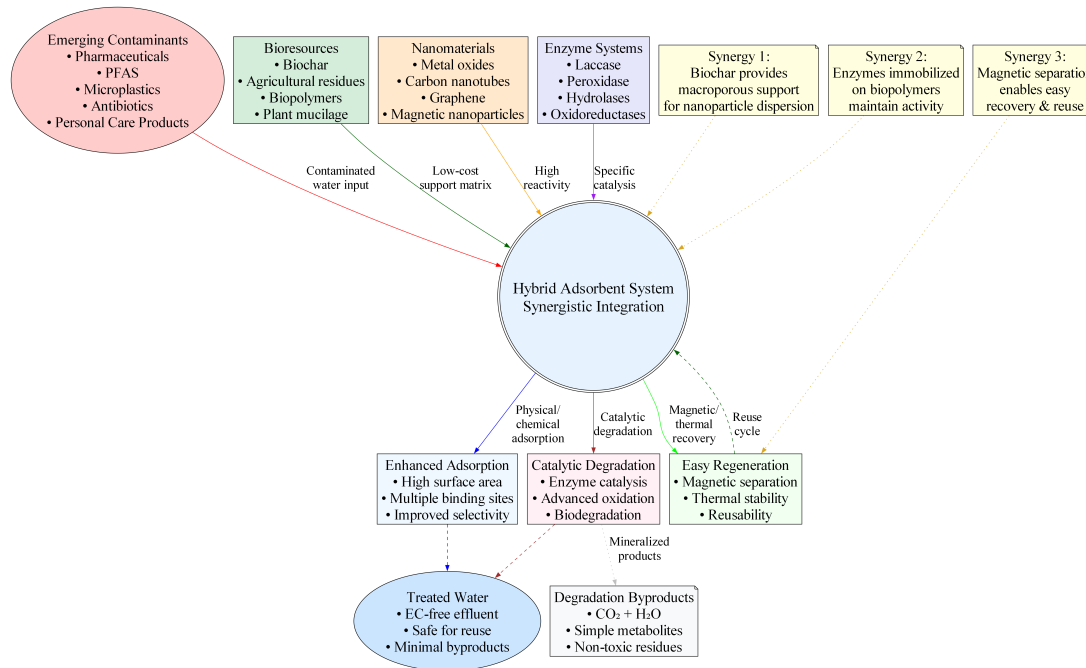 Emerging Contaminants
• Pharmaceuticals
• PFAS
• Microplastics
• Antibiotics
• Personal Care Products
Bioresources
• Biochar
• Agricultural residues
• Biopolymers
• Plant mucilage
Nanomaterials
• Metal oxides
• Carbon nanotubes
• Graphene
• Magnetic nanoparticles
Enzyme Systems
• Laccase
• Peroxidase
• Hydrolases
• Oxidoreductases
Synergy 1:
Biochar provides
macroporous support
for nanoparticle dispersion
Synergy 2:
Enzymes immobilized
on biopolymers
maintain activity
Synergy 3:
Magnetic separation
enables easy
recovery & reuse
Contaminated
water input
Low-cost
support matrix
High
reactivity
Specific
catalysis
Hybrid Adsorbent System
Synergistic Integration
Physical/
chemical
adsorption
Catalytic
degradation
Magnetic/
thermal
recovery
Reuse
cycle
Enhanced Adsorption
• High surface area
• Multiple binding sites
• Improved selectivity
Catalytic Degradation
• Enzyme catalysis
• Advanced oxidation
• Biodegradation
Easy Regeneration
• Magnetic separation
• Thermal stability
• Reusability
Mineralized
products
Treated Water
• EC-free effluent
• Safe for reuse
• Minimal byproducts
Degradation Byproducts
• CO₂ + H₂O
• Simple metabolites
• Non-toxic residues